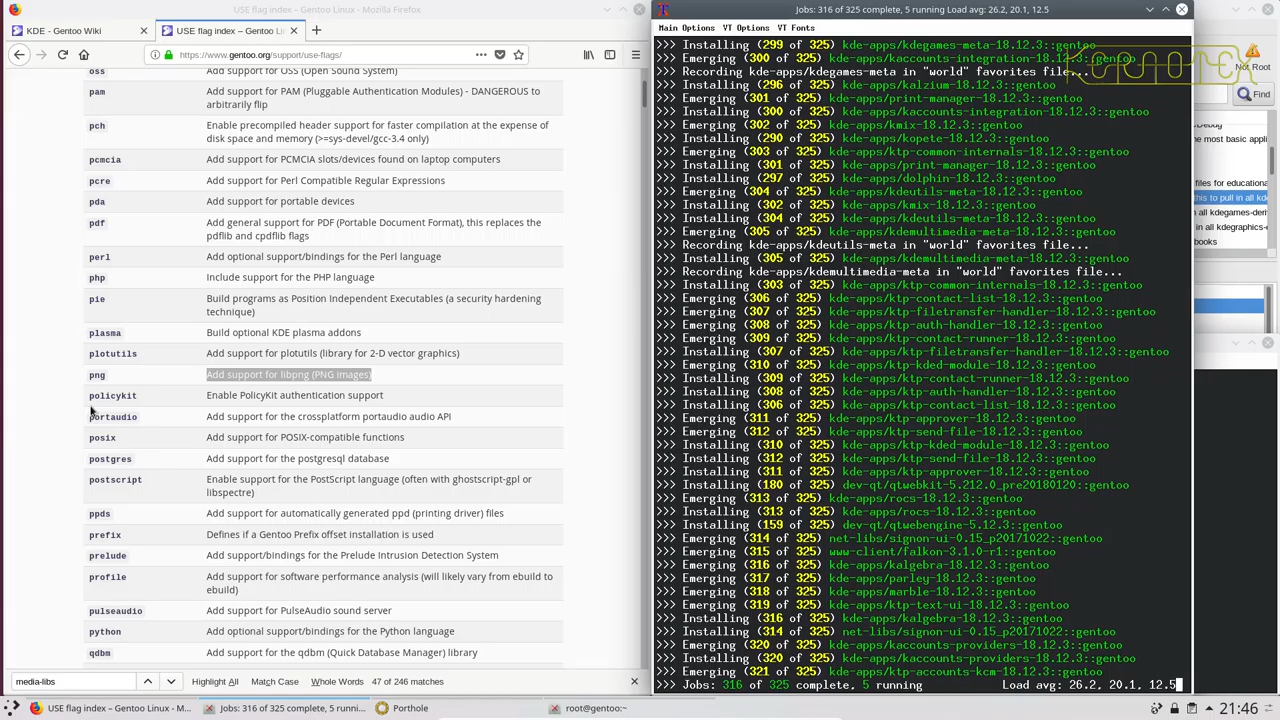 USE flag index – Gentoo Linux - Mozilla Firefox
KDE - Gentoo Wiki
USE flag index – Gentoo Li
https://www.gentoo.org/support/use-flags/
oss Add support for OSS (Open Sound System)
pam Add support for PAM (Pluggable Authentication Modules) - DANGEROUS to
arbitrarily flip
pch Enable precompiled header support for faster compilation at the expense of
disk space and memory (>=sys-devel/gcc-3.4 only)
pcmcia Add support for PCMCIA slots/devices found on laptop computers
pcre Add support for Perl Compatible Regular Expressions
pda Add support for portable devices
pdf Add general support for PDF (Portable Document Format), this replaces the
pdflib and cpdflib flags
perl Add optional support/bindings for the Perl language
php Include support for the PHP language
pie Build programs as Position Independent Executables (a security hardening
technique)
plasma Build optional KDE plasma addons
plotutils Add support for plotutils (library for 2-D vector graphics)
png Add support for libpng (PNG images)
policykit Enable PolicyKit authentication support
portaudio Add support for the crossplatform portaudio audio API
posix Add support for POSIX-compatible functions
postgres Add support for the postgresql database
postscript Enable support for the PostScript language (often with ghostscript-gpl or
libspectre)
ppds Add support for automatically generated ppd (printing driver) files
prefix Defines if a Gentoo Prefix offset installation is used
prelude Add support/bindings for the Prelude Intrusion Detection System
profile Add support for software performance analysis (will likely vary from ebuild to
ebuild)
pulseaudio Add support for PulseAudio sound server
python Add optional support/bindings for the Python language
qdbm Add support for the qdbm (Quick Database Manager) library
media-libs Highlight All Match Case Whole Words 47 of 246 matches
Jobs: 316 of 325 complete, 5 running Load avg: 26.2, 20.1, 12.5
Main Options VT Options VT Fonts
>>> Installing (299 of 325) kde-apps/kdegames-meta-18.12.3::gentoo
>>> Emerging (300 of 325) kde-apps/kaccounts-integration-18.12.3::gentoo
>>> Recording kde-apps/kdegames-meta in "world" favorites file...
>>> Installing (296 of 325) kde-apps/kalzium-18.12.3::gentoo
>>> Emerging (301 of 325) kde-apps/print-manager-18.12.3::gentoo
>>> Installing (300 of 325) kde-apps/kaccounts-integration-18.12.3::gentoo
>>> Emerging (302 of 325) kde-apps/kmix-18.12.3::gentoo
>>> Installing (290 of 325) kde-apps/kopete-18.12.3::gentoo
>>> Emerging (303 of 325) kde-apps/ktp-common-internals-18.12.3::gentoo
>>> Installing (301 of 325) kde-apps/print-manager-18.12.3::gentoo
>>> Installing (297 of 325) kde-apps/dolphin-18.12.3::gentoo
>>> Emerging (304 of 325) kde-apps/kdeutils-meta-18.12.3::gentoo
>>> Installing (302 of 325) kde-apps/kmix-18.12.3::gentoo
>>> Installing (304 of 325) kde-apps/kdeutils-meta-18.12.3::gentoo
>>> Emerging (305 of 325) kde-apps/kdemultimedia-meta-18.12.3::gentoo
>>> Recording kde-apps/kdeutils-meta in "world" favorites file...
>>> Installing (305 of 325) kde-apps/kdemultimedia-meta-18.12.3::gentoo
>>> Recording kde-apps/kdemultimedia-meta in "world" favorites file...
>>> Installing (303 of 325) kde-apps/ktp-common-internals-18.12.3::gentoo
>>> Emerging (306 of 325) kde-apps/ktp-contact-list-18.12.3::gentoo
>>> Emerging (307 of 325) kde-apps/ktp-filetransfer-handler-18.12.3::gentoo
>>> Emerging (308 of 325) kde-apps/ktp-auth-handler-18.12.3::gentoo
>>> Emerging (309 of 325) kde-apps/ktp-contact-runner-18.12.3::gentoo
>>> Installing (307 of 325) kde-apps/ktp-filetransfer-handler-18.12.3::gentoo
>>> Emerging (310 of 325) kde-apps/ktp-kded-module-18.12.3::gentoo
>>> Installing (309 of 325) kde-apps/ktp-contact-runner-18.12.3::gentoo
>>> Installing (308 of 325) kde-apps/ktp-auth-handler-18.12.3::gentoo
>>> Installing (306 of 325) kde-apps/ktp-contact-list-18.12.3::gentoo
>>> Emerging (311 of 325) kde-apps/ktp-approver-18.12.3::gentoo
>>> Emerging (312 of 325) kde-apps/ktp-send-file-18.12.3::gentoo
>>> Installing (310 of 325) kde-apps/ktp-kded-module-18.12.3::gentoo
>>> Installing (312 of 325) kde-apps/ktp-send-file-18.12.3::gentoo
>>> Installing (311 of 325) kde-apps/ktp-approver-18.12.3::gentoo
>>> Installing (180 of 325) dev-qt/qtwebkit-5.212.0_pre20180120::gentoo
>>> Emerging (313 of 325) kde-apps/rocs-18.12.3::gentoo
>>> Installing (313 of 325) kde-apps/rocs-18.12.3::gentoo
>>> Installing (159 of 325) dev-qt/qtwebengine-5.12.3::gentoo
>>> Emerging (314 of 325) net-libs/signon-ui-0.15_p20171022::gentoo
>>> Emerging (315 of 325) www-client/falkon-3.1.0-r1::gentoo
>>> Emerging (316 of 325) kde-apps/kalgebra-18.12.3::gentoo
>>> Emerging (317 of 325) kde-apps/parley-18.12.3::gentoo
>>> Emerging (318 of 325) kde-apps/marble-18.12.3::gentoo
>>> Emerging (319 of 325) kde-apps/ktp-text-ui-18.12.3::gentoo
>>> Installing (316 of 325) kde-apps/kalgebra-18.12.3::gentoo
>>> Installing (314 of 325) net-libs/signon-ui-0.15_p20171022::gentoo
>>> Emerging (320 of 325) kde-apps/kaccounts-providers-18.12.3::gentoo
>>> Installing (320 of 325) kde-apps/kaccounts-providers-18.12.3::gentoo
>>> Emerging (321 of 325) kde-apps/ktp-accounts-kcm-18.12.3::gentoo
>>> Jobs: 316 of 325 complete, 5 running Load avg: 26.2, 20.1, 12.5
Not Root
Find
Debug
he most basic appli
files for educationa
this to pull in all kde
n all kdegames-deri
in all kdegraphics-d
books
USE flag index – Gentoo Linux - M...
Jobs: 316 of 325 complete, 5 runni...
Porthole
root@gentoo:~
21:46